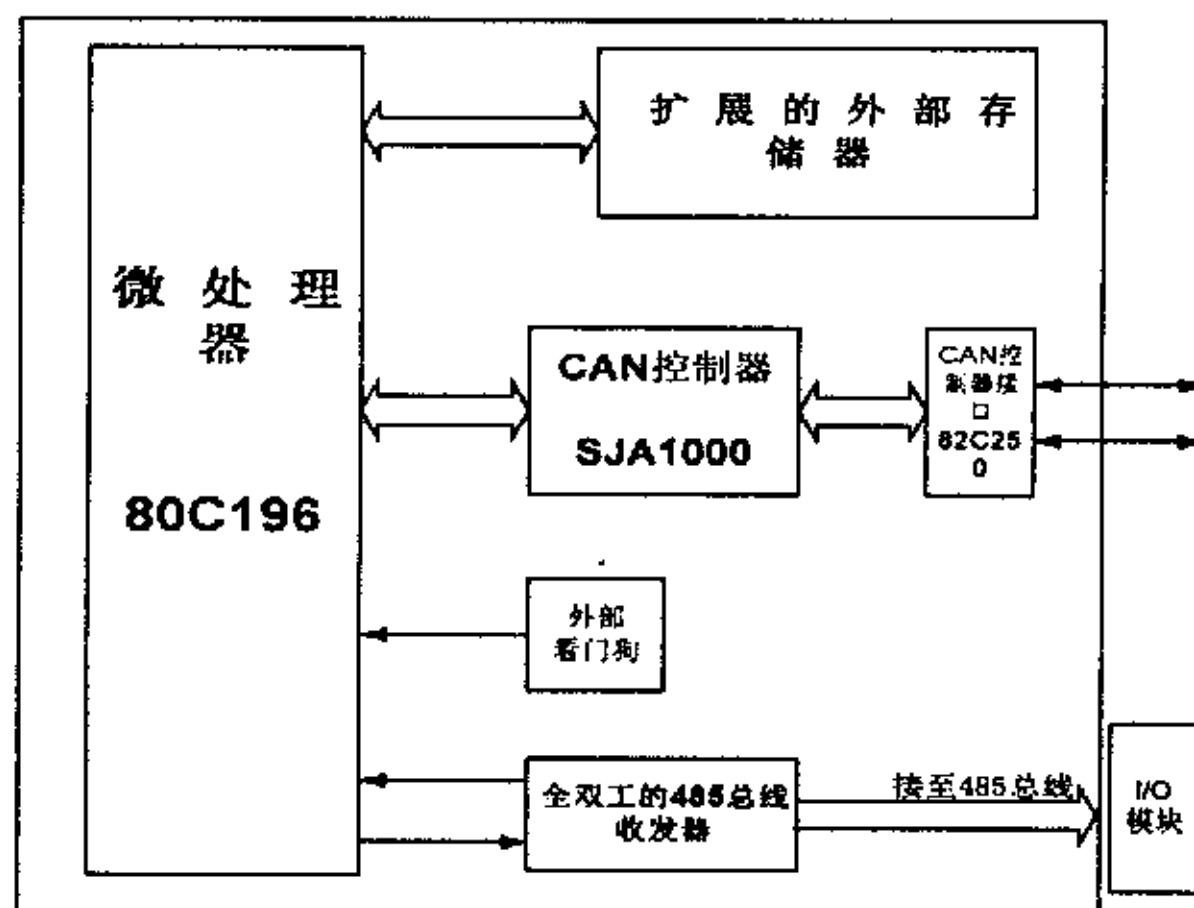 扩展的外部存
储器
微处理
器
80C196
CAN控制器
SJA1000
CAN控
制器接
口
82C25
0
外部
看门狗
全双工的485总线
收发器
接至485总线
I/O
模块